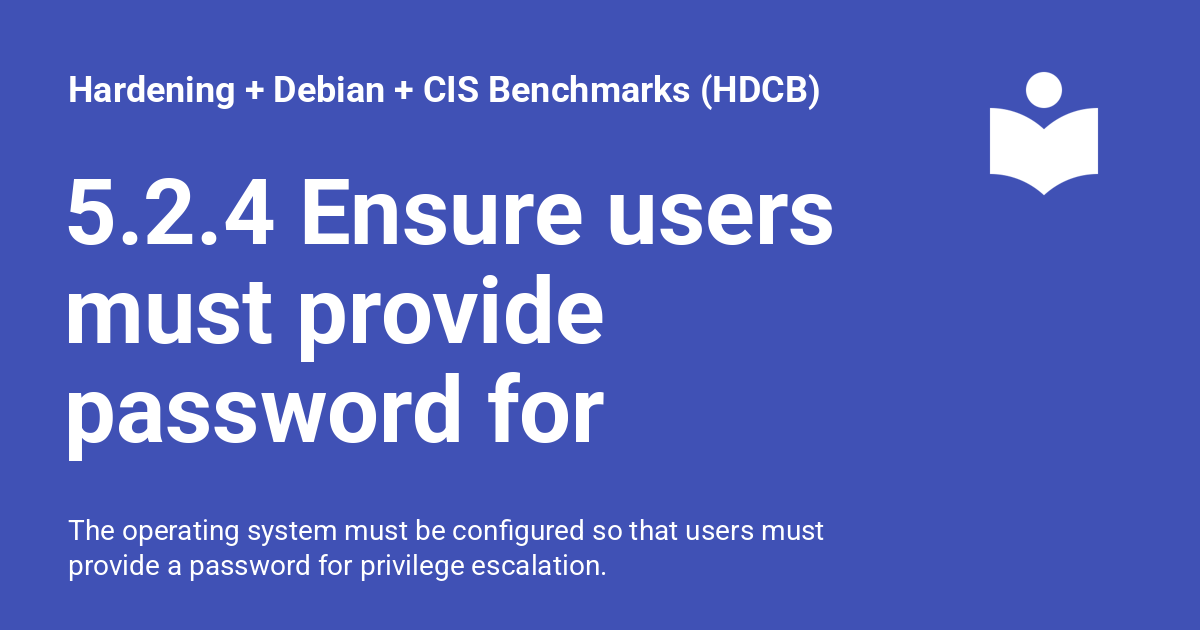 Hardening + Debian + CIS Benchmarks (HDCB)
5.2.4 Ensure users
must provide
password for
The operating system must be configured so that users must
provide a password for privilege escalation.